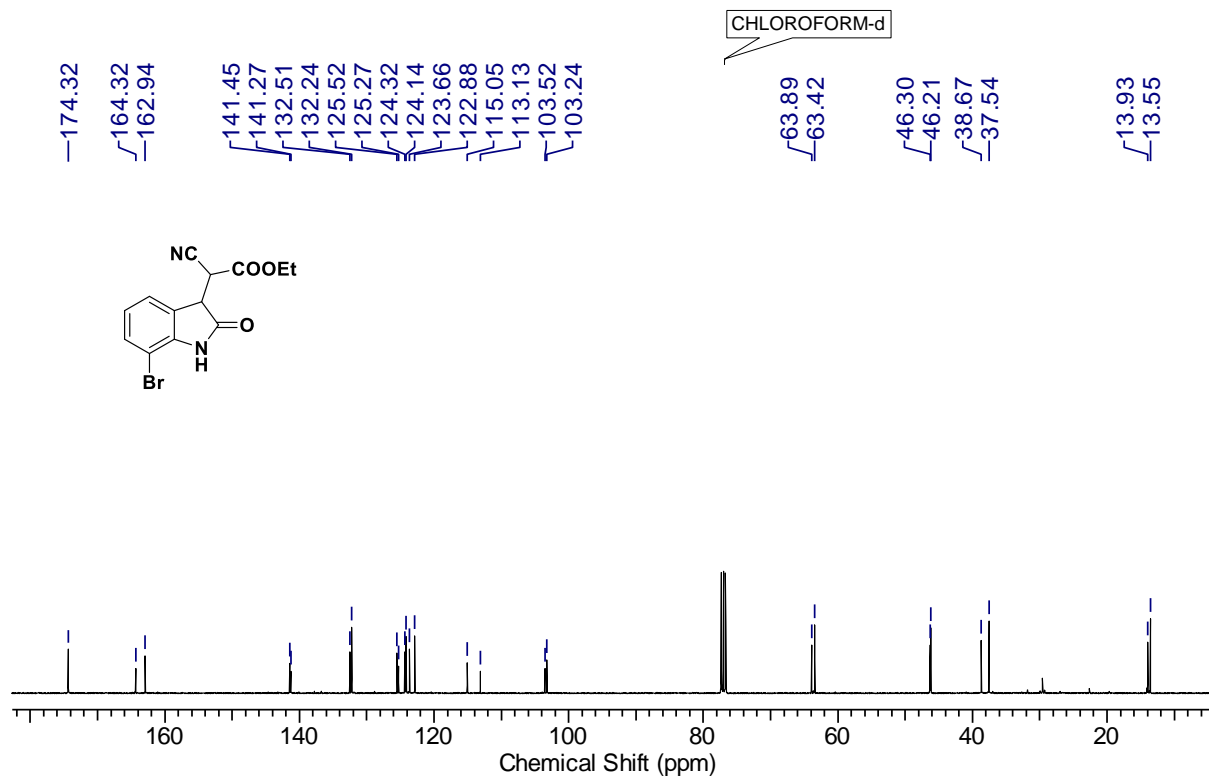 CHLOROFORM-d
174.32
164.32
162.94
141.45
141.27
132.51
132.24
125.52
125.27
124.32
124.14
123.66
122.88
115.05
113.13
103.52
103.24
63.89
63.42
46.30
46.21
38.67
37.54
13.93
13.55
NC
COOEt
O
N
H
Br
160 140 120 100 80 60 40 20
Chemical Shift (ppm)